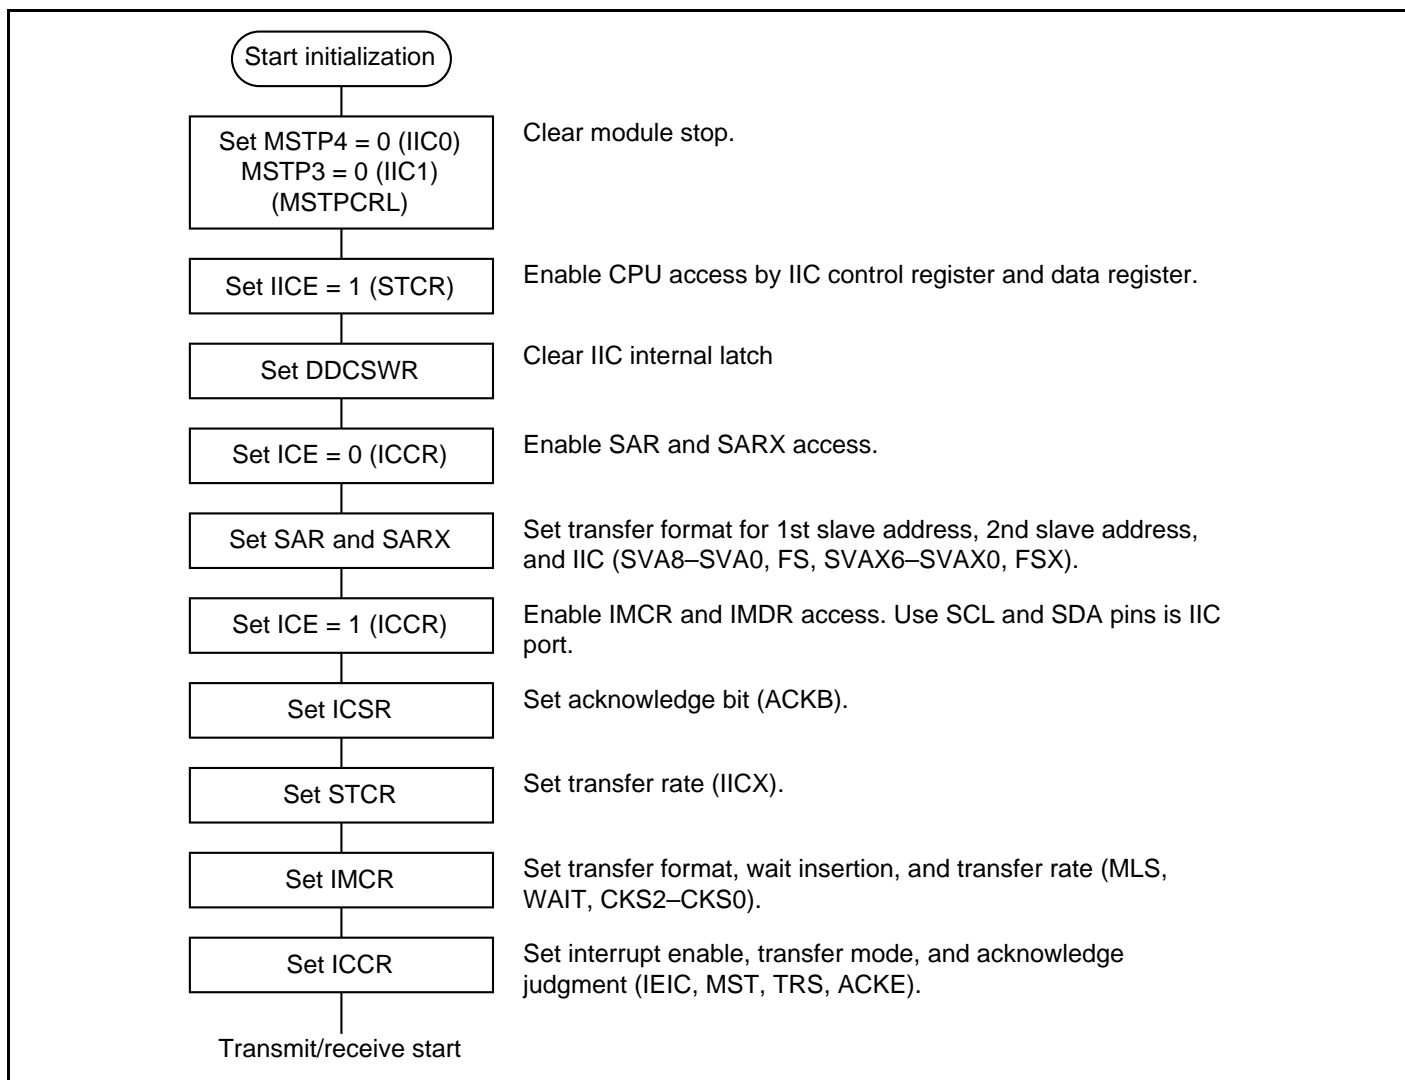 Start initialization
Set MSTP4 = 0 (IIC0)
MSTP3 = 0 (IIC1)
(MSTPCRL)
Clear module stop.
Set IICE = 1 (STCR)
Enable CPU access by IIC control register and data register.
Set DDCSWR
Clear IIC internal latch
Set ICE = 0 (ICCR)
Enable SAR and SARX access.
Set SAR and SARX
Set transfer format for 1st slave address, 2nd slave address,
and IIC (SVA8–SVA0, FS, SVAX6–SVAX0, FSX).
Set ICE = 1 (ICCR)
Enable IMCR and IMDR access. Use SCL and SDA pins is IIC
port.
Set ICSR
Set acknowledge bit (ACKB).
Set STCR
Set transfer rate (IICX).
Set IMCR
Set transfer format, wait insertion, and transfer rate (MLS,
WAIT, CKS2–CKS0).
Set ICCR
Set interrupt enable, transfer mode, and acknowledge
judgment (IEIC, MST, TRS, ACKE).
Transmit/receive start